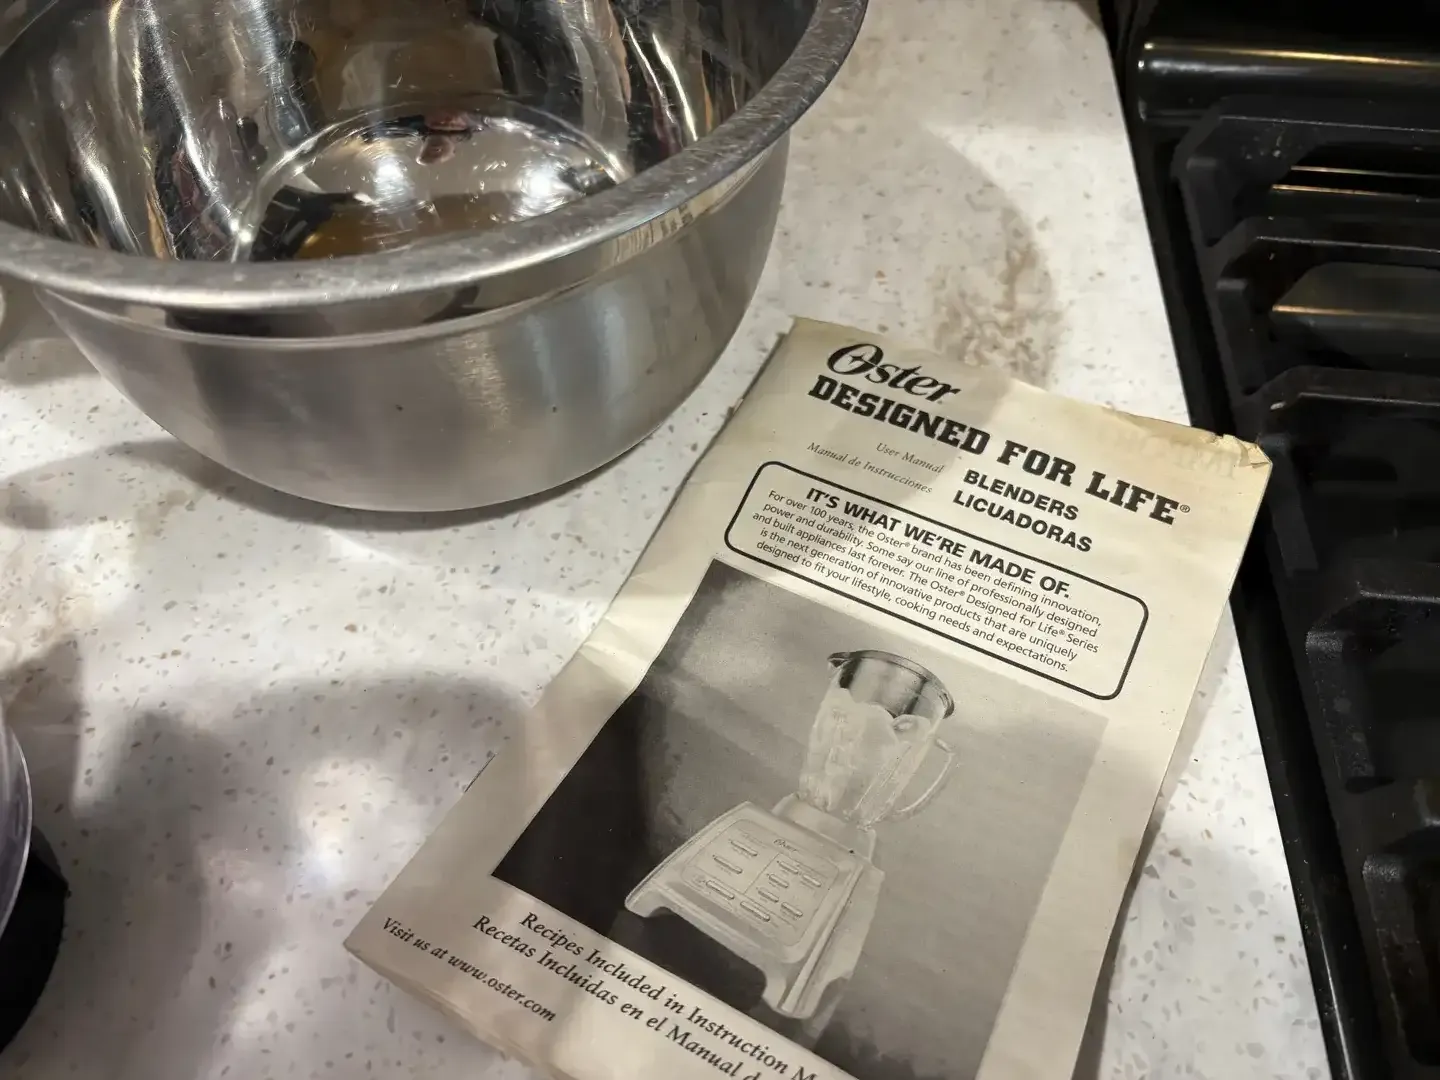 Oster
DESIGNED FOR LIFE®
User Manual
Manual de Instrucciones
BLENDERS
LICUADORAS
IT'S WHAT WE'RE MADE OF.
For over 100 years, the Oster® brand has been defining innovation,
power and durability. Some say our line of professionally designed
and built appliances last forever. The Oster® Designed for Life® Series
is the next generation of innovative products that are uniquely
designed to fit your lifestyle, cooking needs and expectations.
Oster
Recipes Included in Instruction
Recetas Incluidas en el Manual
Visit us at www.oster.com